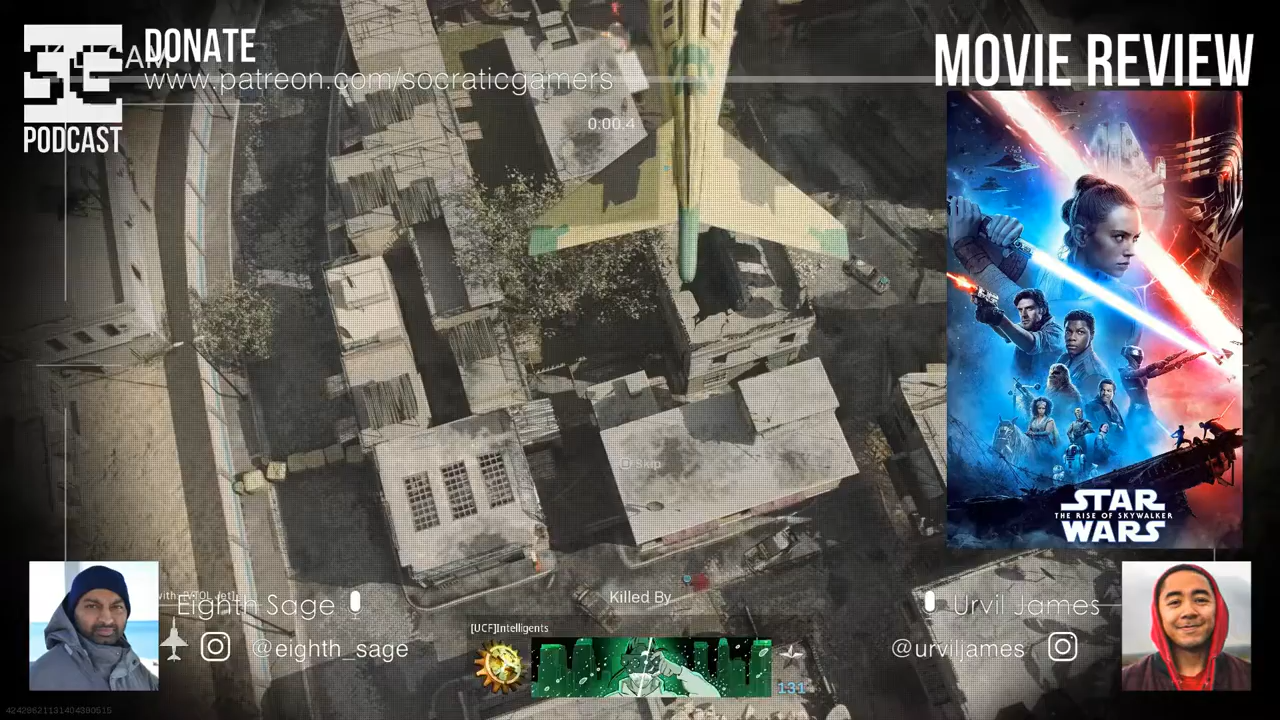 DONATE
www.patreon.com/socraticgamers
PODCAST
MOVIE REVIEW
0:00.4
Skip
STAR
THE RISE OF SKYWALKER
WARS
Killed By
Eighth Sage
@eighth_sage
[UCF]Intelligents
131
Urvil James
@urviljames